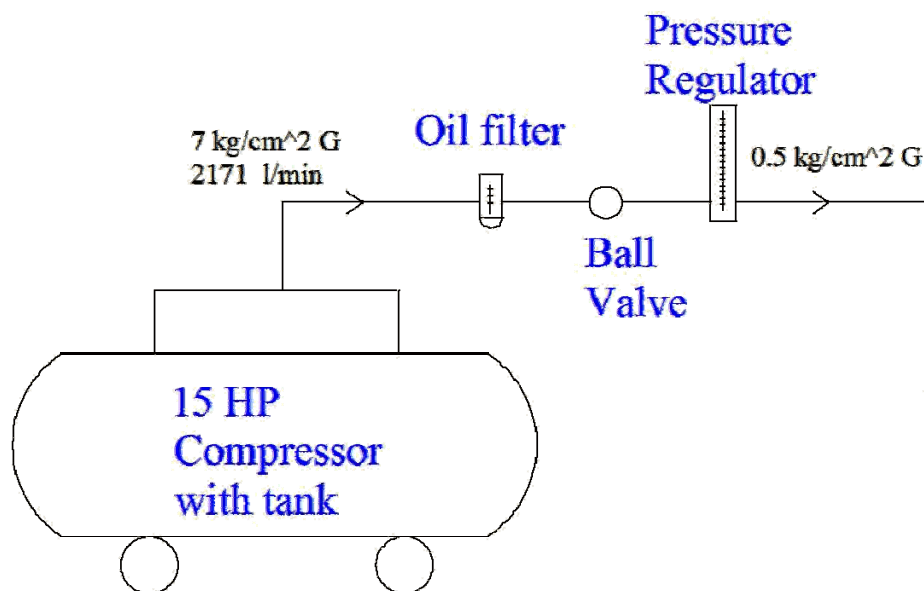 Pressure
Regulator
Oil filter
7 kg/cm^2 G
2171 l/min
0.5 kg/cm^2 G
Ball
Valve
15 HP
Compressor
with tank